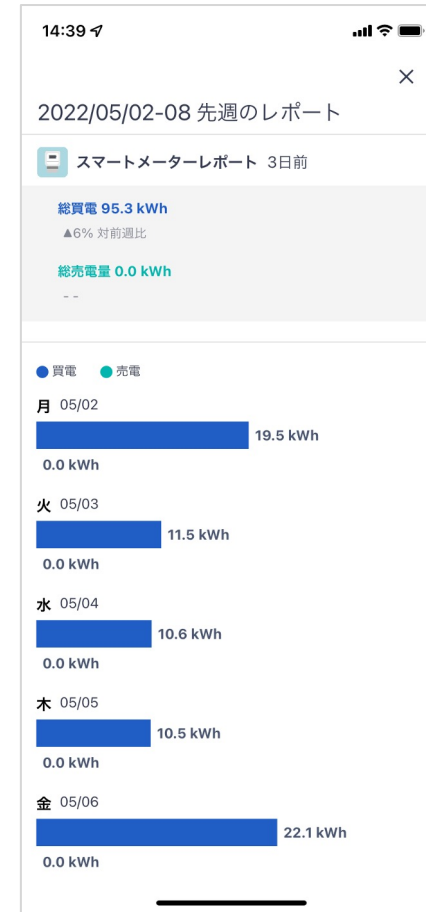 14:39
2022/05/02-08 先週のレポート
スマートメーターレポート 3日前
総買電 95.3 kWh
▲6% 対前週比
総売電量 0.0 kWh
- -
買電 売電
月 05/02
19.5 kWh
0.0 kWh
火 05/03
11.5 kWh
0.0 kWh
水 05/04
10.6 kWh
0.0 kWh
木 05/05
10.5 kWh
0.0 kWh
金 05/06
22.1 kWh
0.0 kWh